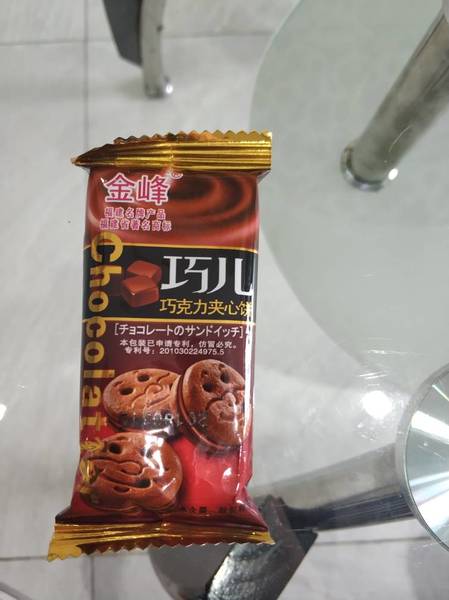 金峰
福建名牌产品
福建省著名商标
巧儿
巧克力夹心饼
[チョコレートのサンドイッチ]
本包装已申请专利，仿冒必究。
专利号：201030224975.5
Chocolat